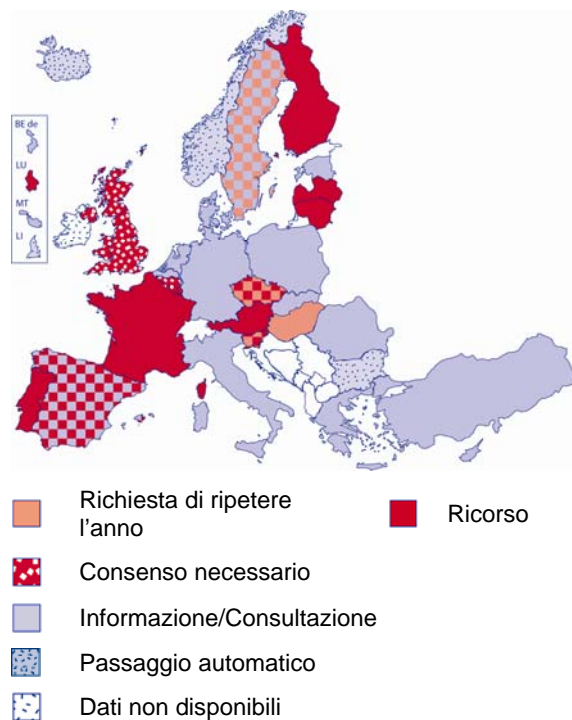 BE de
LU
MT
LI
Richiesta di ripetere
l'anno
Ricorso
Consenso necessario
Informazione/Consultazione
Passaggio automatico
Dati non disponibili